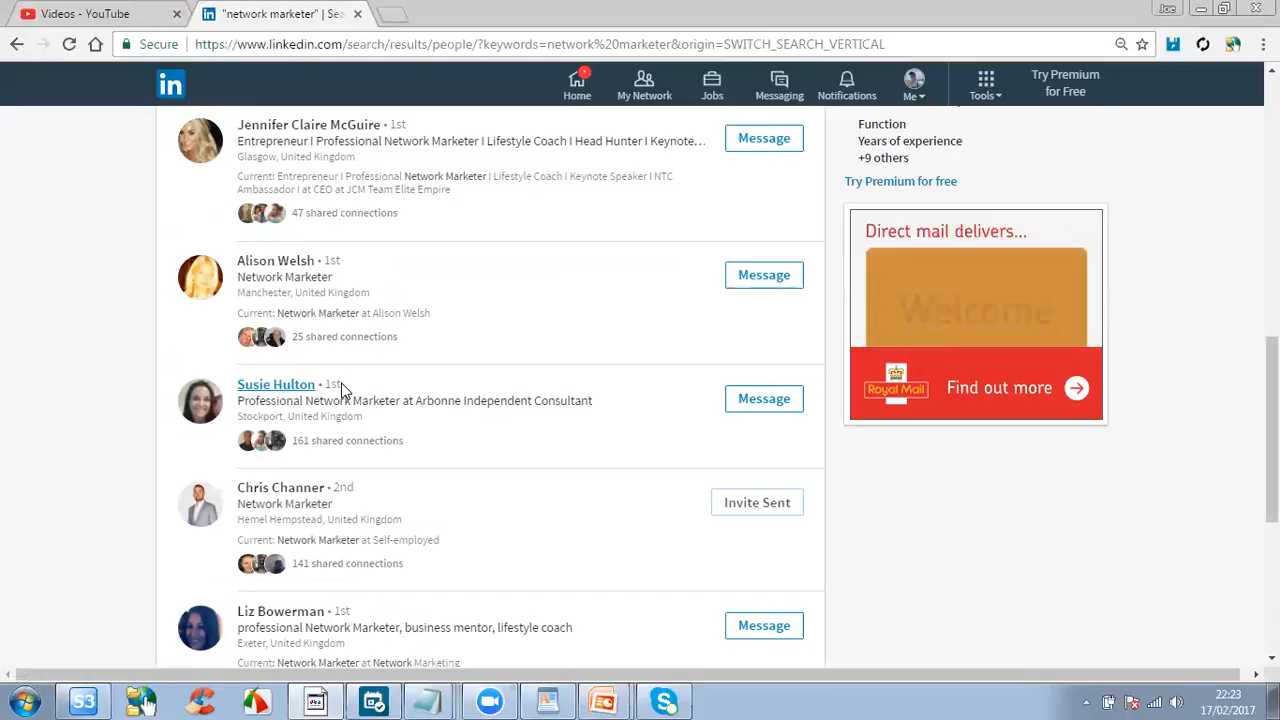 Videos - YouTube
"network marketer" | Sea
Joe
Secure
https://www.linkedin.com/search/results/people/?keywords=network%20marketer&origin=SWITCH_SEARCH_VERTICAL
in
Home
My Network
Jobs
Messaging
Notifications
Me
Tools
Try Premium
for Free
Jennifer Claire McGuire • 1st
Entrepreneur I Professional Network Marketer I Lifestyle Coach I Head Hunter I Keynote…
Glasgow, United Kingdom
Current: Entrepreneur I Professional Network Marketer I Lifestyle Coach I Keynote Speaker I NTC
Ambassador I at CEO at JCM Team Elite Empire
47 shared connections
Message
Alison Welsh • 1st
Network Marketer
Manchester, United Kingdom
Current: Network Marketer at Alison Welsh
25 shared connections
Message
Susie Hulton • 1st
Professional Network Marketer at Arbonne Independent Consultant
Stockport, United Kingdom
161 shared connections
Message
Chris Channer • 2nd
Network Marketer
Hemel Hempstead, United Kingdom
Current: Network Marketer at Self-employed
141 shared connections
Invite Sent
Liz Bowerman • 1st
professional Network Marketer, business mentor, lifestyle coach
Exeter, United Kingdom
Current: Network Marketer at Network Marketing
Message
Function
Years of experience
+9 others
Try Premium for free
Direct mail delivers...
Welcome
Royal Mail
Find out more
S3
22:23
17/02/2017